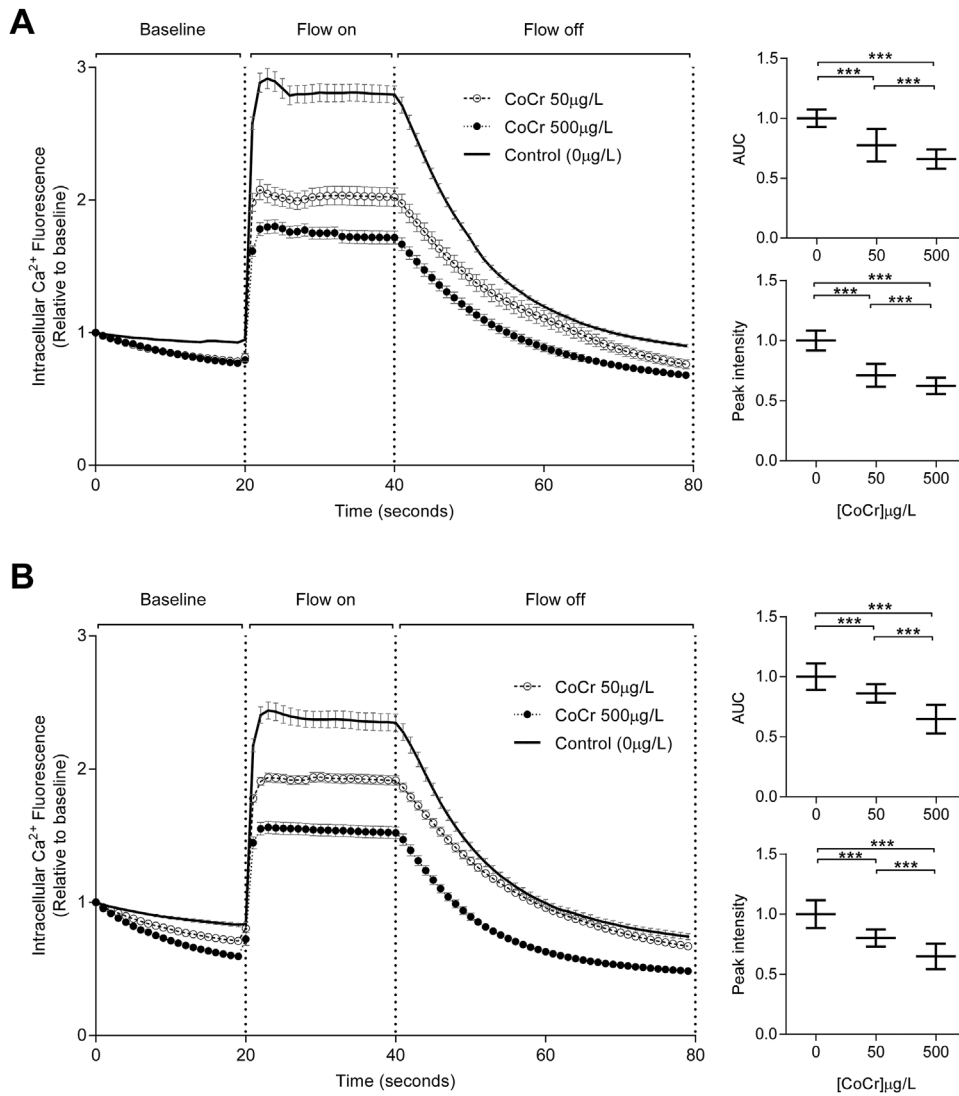 A
Baseline
Flow on
Flow off
3
2
1
0
Intracellular Ca²⁺ Fluorescence
(Relative to baseline)
CoCr 50µg/L
CoCr 500µg/L
Control (0µg/L)
0
20
40
60
80
Time (seconds)
1.5
1.0
0.5
0.0
AUC
***
***
***
0
50
500
1.5
1.0
0.5
0.0
Peak intensity
***
***
***
0
50
500
[CoCr]µg/L
B
Baseline
Flow on
Flow off
3
2
1
0
Intracellular Ca²⁺ Fluorescence
(Relative to baseline)
CoCr 50µg/L
CoCr 500µg/L
Control (0µg/L)
0
20
40
60
80
Time (seconds)
1.5
1.0
0.5
0.0
AUC
***
***
***
0
50
500
1.5
1.0
0.5
0.0
Peak intensity
***
***
***
0
50
500
[CoCr]µg/L